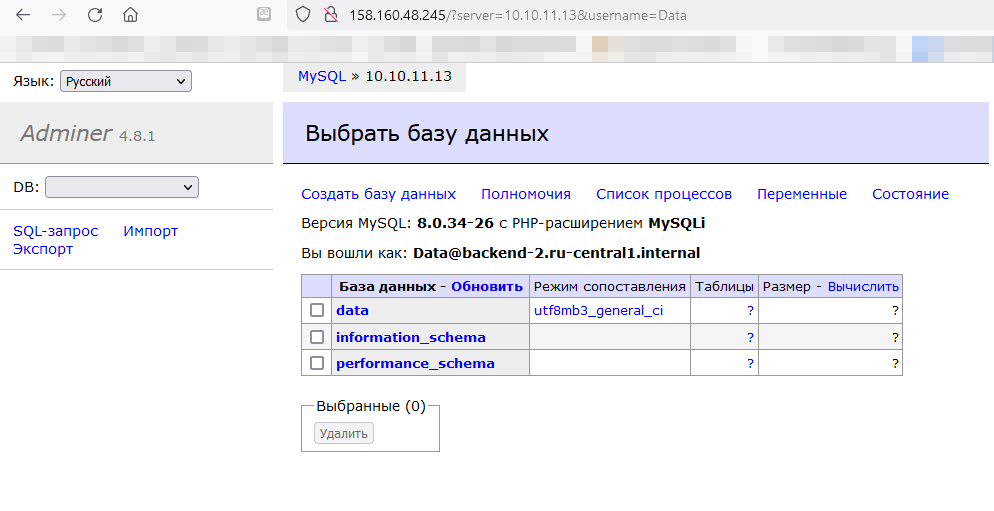 158.160.48.245/?server=10.10.11.13&username=Data
Язык: Русский
MySQL » 10.10.11.13
Adminer 4.8.1
Выбрать базу данных
DB:
SQL-запрос Импорт
Экспорт
Создать базу данных Полномочия Список процессов Переменные Состояние
Версия MySQL: 8.0.34-26 с PHP-расширением MySQLi
Вы вошли как: Data@backend-2.ru-central1.internal
База данных - Обновить Режим сопоставления Таблицы Размер - Вычислить
data utf8mb3_general_ci ? ?
information_schema ? ?
performance_schema ? ?
Выбранные (0)
Удалить